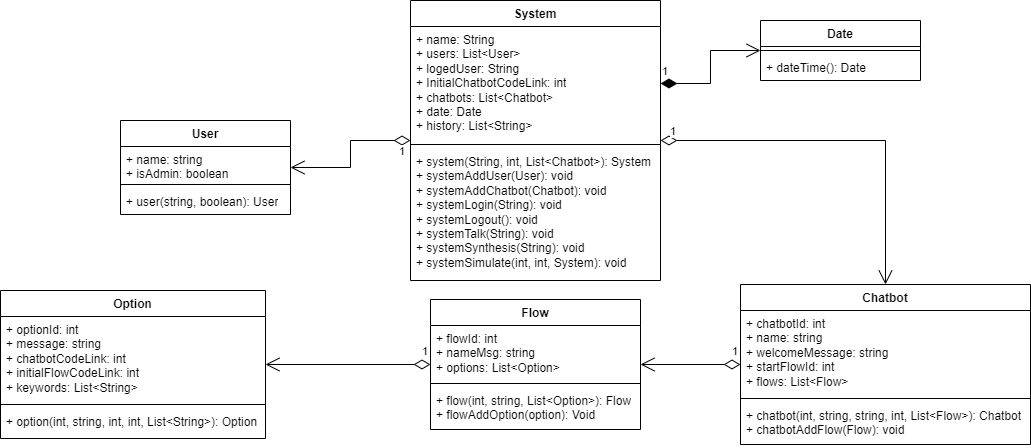 System
+ name: String
+ users: List<User>
+ logedUser: String
+ InitialChatbotCodeLink: int
+ chatbots: List<Chatbot>
+ date: Date
+ history: List<String>
+ system(String, int, List<Chatbot>): System
+ systemAddUser(User): void
+ systemAddChatbot(Chatbot): void
+ systemLogin(String): void
+ systemLogout(): void
+ systemTalk(String): void
+ systemSynthesis(String): void
+ systemSimulate(int, int, System): void
1
1
1
Date
+ dateTime(): Date
User
+ name: string
+ isAdmin: boolean
+ user(string, boolean): User
Option
+ optionId: int
+ message: string
+ chatbotCodeLink: int
+ initialFlowCodeLink: int
+ keywords: List<String>
+ option(int, string, int, int, List<String>): Option
1
Flow
+ flowId: int
+ nameMsg: string
+ options: List<Option>
+ flow(int, string, List<Option>): Flow
+ flowAddOption(option): Void
1
Chatbot
+ chatbotId: int
+ name: string
+ welcomeMessage: string
+ startFlowId: int
+ flows: List<Flow>
+ chatbot(int, string, string, int, List<Flow>): Chatbot
+ chatbotAddFlow(Flow): void